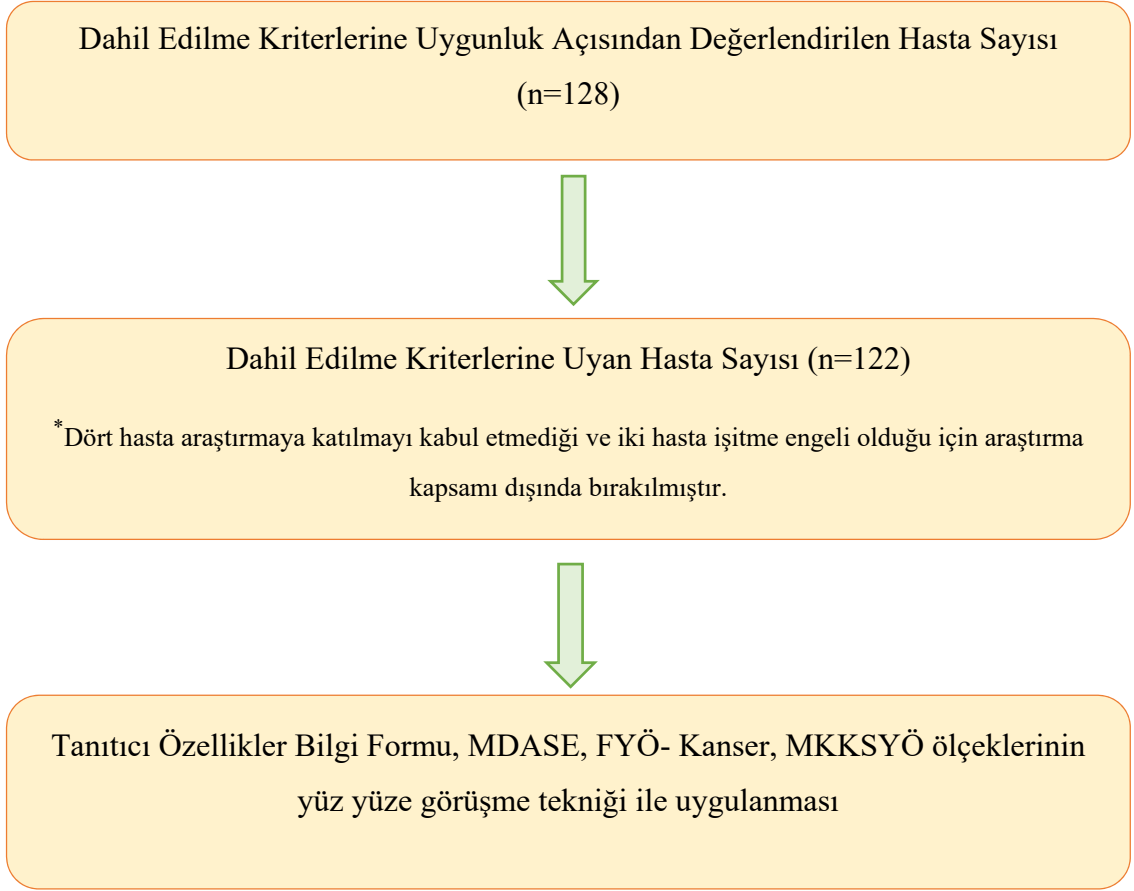 Dahil Edilme Kriterlerine Uygunluk Açısından Değerlendirilen Hasta Sayısı
(n=128)
Dahil Edilme Kriterlerine Uyan Hasta Sayısı (n=122)
*Dört hasta araştırmaya katılmayı kabul etmediği ve iki hasta işitme engeli olduğu için araştırma
kapsamı dışında bırakılmıştır.
Tanıtıcı Özellikler Bilgi Formu, MDASE, FYÖ- Kanser, MKKSYÖ ölçeklerinin
yüz yüze görüşme tekniği ile uygulanması